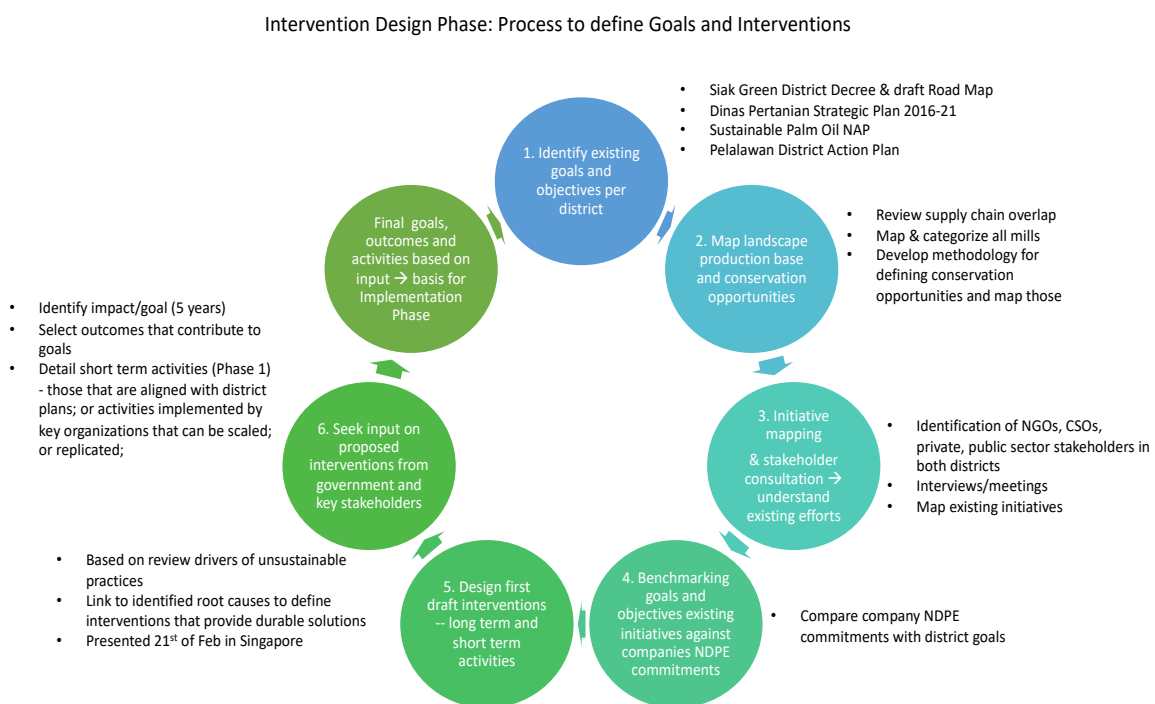 Intervention Design Phase: Process to define Goals and Interventions
1. Identify existing
goals and
objectives per
district
• Siak Green District Decree & draft Road Map
• Dinas Pertanian Strategic Plan 2016-21
• Sustainable Palm Oil NAP
• Pelalawan District Action Plan
2. Map landscape
production base
and conservation
opportunities
• Review supply chain overlap
• Map & categorize all mills
• Develop methodology for
defining conservation
opportunities and map those
3. Initiative
mapping
& stakeholder
consultation →
understand
existing efforts
• Identification of NGOs, CSOs,
private, public sector stakeholders in
both districts
• Interviews/meetings
• Map existing initiatives
4. Benchmarking
goals and
objectives existing
initiatives against
companies NDPE
commitments
• Compare company NDPE
commitments with district goals
5. Design first
draft interventions
-- long term and
short term
activities
• Based on review drivers of unsustainable
practices
• Link to identified root causes to define
interventions that provide durable solutions
• Presented 21st of Feb in Singapore
6. Seek input on
proposed
interventions from
government and
key stakeholders
• Identify impact/goal (5 years)
• Select outcomes that contribute to
goals
• Detail short term activities (Phase 1)
- those that are aligned with district
plans; or activities implemented by
key organizations that can be scaled;
or replicated;
Final goals,
outcomes and
activities based on
input → basis for
Implementation
Phase